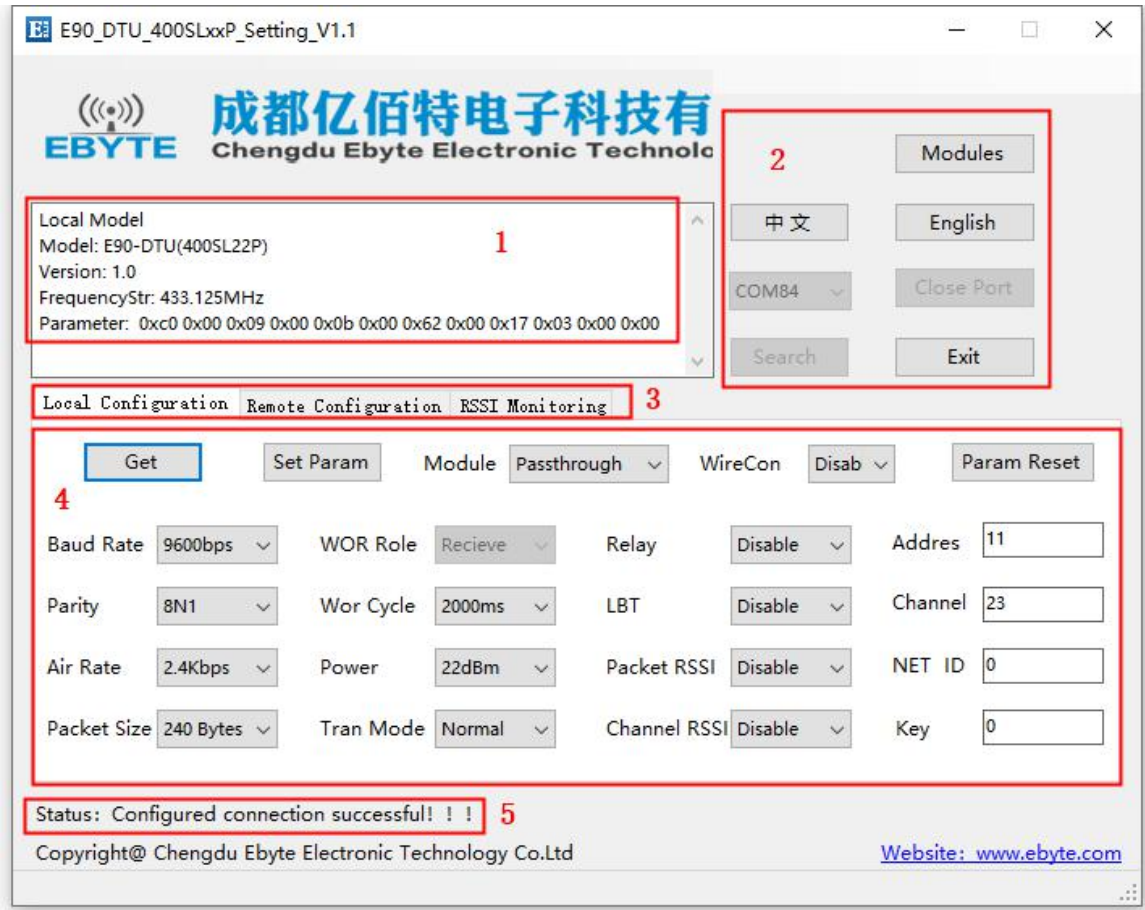 E90_DTU_400SLxxP_Setting_V1.1
成都亿佰特电子科技有
EBYTE
Chengdu Ebyte Electronic Technolo
2
Modules
Local Model
Model: E90-DTU(400SL22P)
Version: 1.0
FrequencyStr: 433.125MHz
Parameter: 0xc0 0x00 0x09 0x00 0x0b 0x00 0x62 0x00 0x17 0x03 0x00 0x00
1
中文
English
COM84
Close Port
Search
Exit
Local Configuration
Remote Configuration
RSSI Monitoring
3
Get
Set Param
Module
Passthrough
WireCon
Disab
Param Reset
4
Baud Rate
9600bps
WOR Role
Recieve
Relay
Disable
Addres
11
Parity
8N1
Wor Cycle
2000ms
LBT
Disable
Channel
23
Air Rate
2.4Kbps
Power
22dBm
Packet RSSI
Disable
NET ID
0
Packet Size
240 Bytes
Tran Mode
Normal
Channel RSSI
Disable
Key
0
Status: Configured connection successful！！！
5
Copyright@ Chengdu Ebyte Electronic Technology Co.Ltd
Website: www.ebyte.com